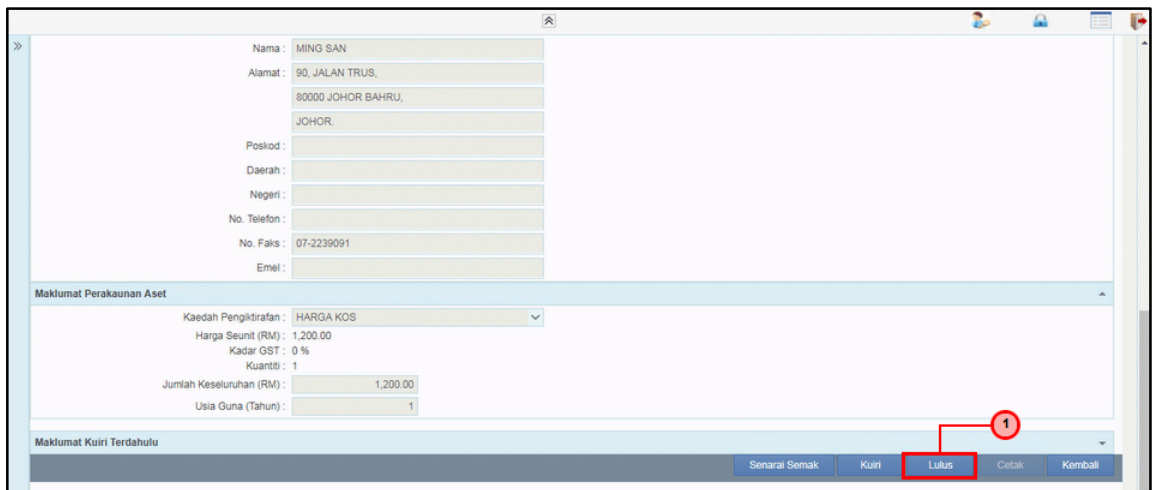 Nama : MING SAN
Alamat : 90, JALAN TRUS,
80000 JOHOR BAHRU,
JOHOR.
Poskod :
Daerah :
Negeri :
No. Telefon :
No. Faks : 07-2239091
Emel :
Maklumat Perakaunan Aset
Kaedah Pengiktirafan : HARGA KOS
Harga Seunit (RM) : 1,200.00
Kadar GST : 0 %
Kuantiti : 1
Jumlah Keseluruhan (RM) : 1,200.00
Usia Guna (Tahun) : 1
1
Maklumat Kuiri Terdahulu
Senarai Semak Kuiri Lulus Cetak Kembali